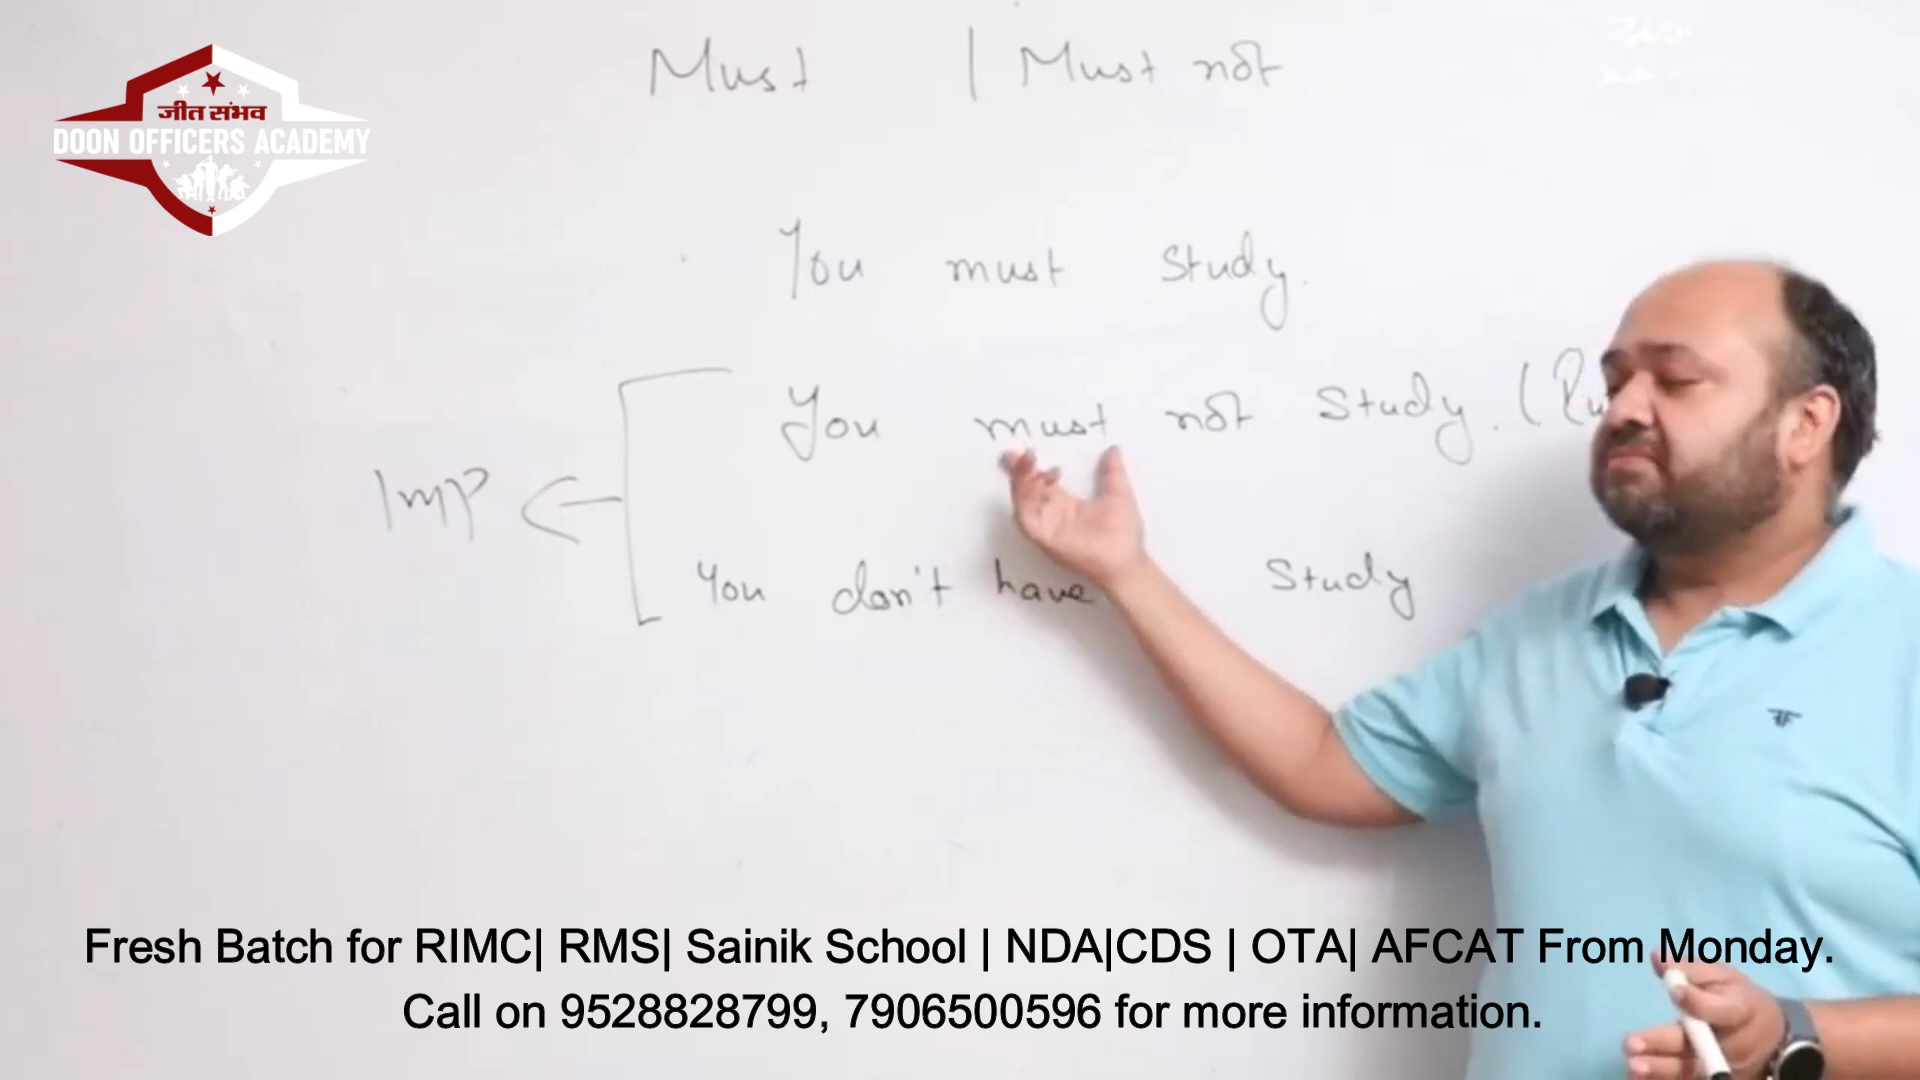 जीत संभव
DOON OFFICERS ACADEMY
Must | Must not
You must study.
You must not study. (
IMP
You don't have study
Fresh Batch for RIMC| RMS| Sainik School | NDA|CDS | OTA| AFCAT From Monday.
Call on 9528828799, 7906500596 for more information.